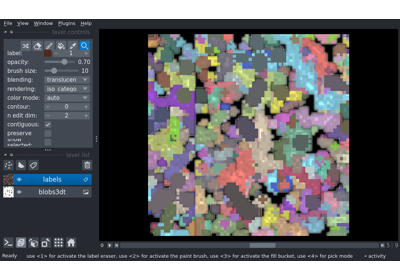 File View Window Plugins Help
layer controls
label: 1
opacity: 0.70
brush size: 10
blending: translucen
rendering: iso_catego
color mode: auto
contour: 0
n edit dim: 2
contiguous:
preserve
selected:
layer list
labels
blobs3dt
Ready use <1> for activate the label eraser, use <2> for activate the paint brush, use <3> for activate the fill bucket, use <4> for pick mode activity